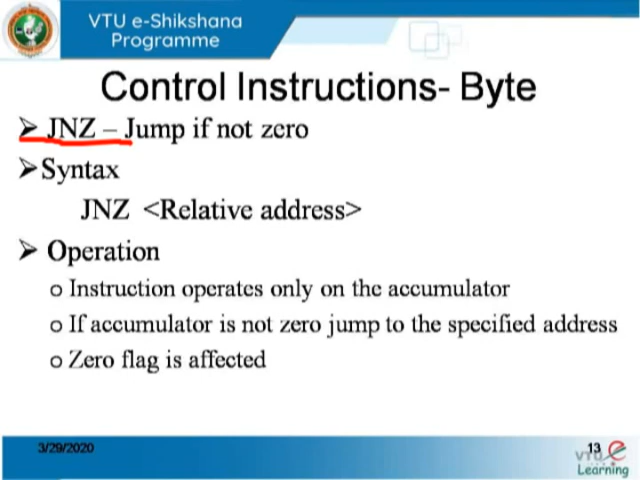 VTU e-Shikshana
Programme
Control Instructions- Byte
➢ JNZ – Jump if not zero
➢Syntax
JNZ <Relative address>
➢ Operation
o Instruction operates only on the accumulator
o If accumulator is not zero jump to the specified address
o Zero flag is affected
3/29/2020
13
VTU e
Learning